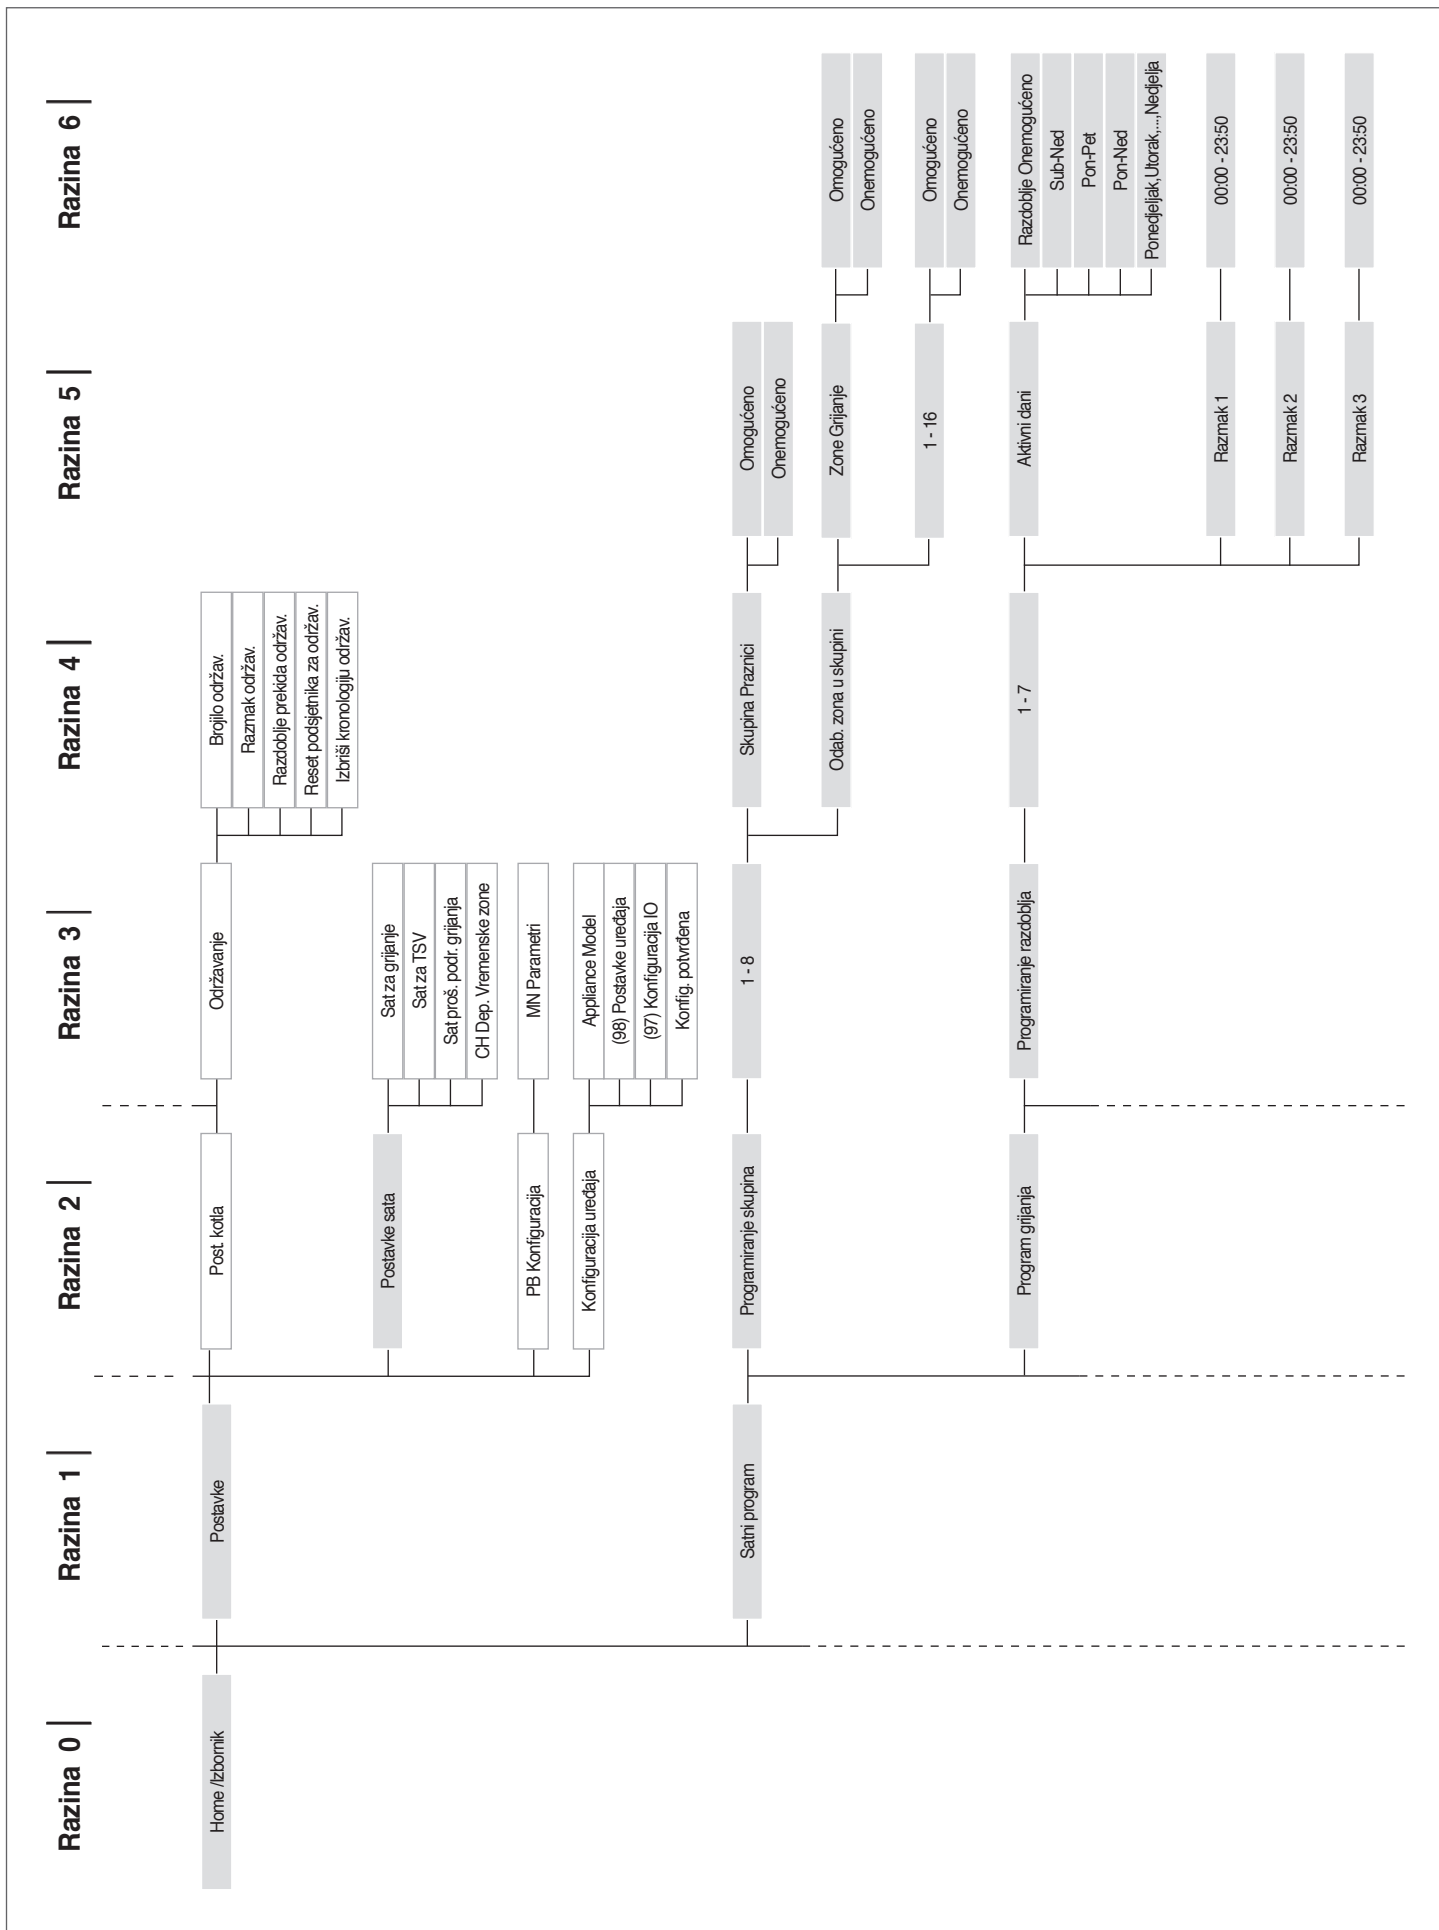 Razina 0
Razina 1
Razina 2
Razina 3
Razina 4
Razina 5
Razina 6
Home /Izbornik
Postavke
Post. kotla
Održavanje
Brojilo održav.
Razmak održav.
Razdoblje prekida održav.
Reset podsjetnika za održav.
Izbriši kronologiju održav.
Postavke sata
Sat za grijanje
Sat za TSV
Sat proš. podr. grijanja
CH Dep. Vremenske zone
PB Konfiguracija
MN Parametri
Konfiguracija uređaja
Appliance Model
(98) Postavke uređaja
(97) Konfiguracija IO
Konfig. potvrđena
Satni program
Programiranje skupina
1 - 8
Skupina Praznici
Omogućeno
Onemogućeno
Odab. zona u skupini
Zone Grijanje
Omogućeno
Onemogućeno
1 - 16
Omogućeno
Onemogućeno
Program grijanja
Programiranje razdoblja
1 - 7
Aktivni dani
Razdoblje Onemogućeno
Sub-Ned
Pon-Pet
Pon-Ned
Ponedjeljak,Utorak,...,Nedjelja
Razmak 1
00:00 - 23:50
Razmak 2
00:00 - 23:50
Razmak 3
00:00 - 23:50